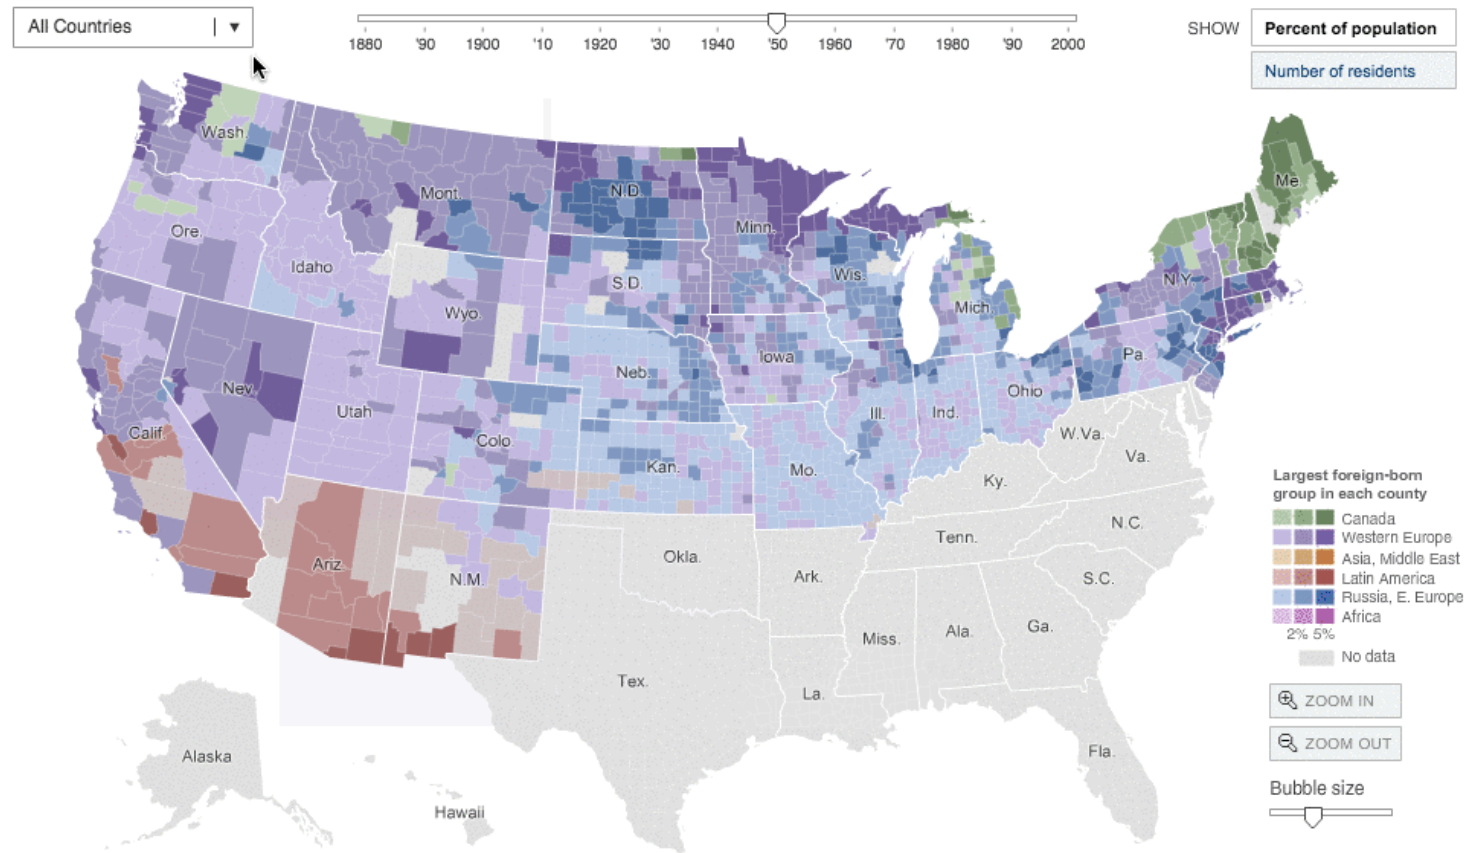 All Countries
1880 '90 1900 '10 1920 '30 1940 '50 1960 '70 1980 '90 2000
SHOW
Percent of population
Number of residents
Wash.
Mont.
N.D.
Minn.
Me.
Ore.
Idaho
S.D.
Wis.
N.Y.
Wyo.
Mich.
Iowa
Pa.
Nev.
Neb.
Ohio
Utah
Ill.
Ind.
Calif.
Colo.
W.Va.
Kan.
Mo.
Va.
Ky.
N.C.
Tenn.
Ariz.
Okla.
Ark.
S.C.
N.M.
Miss.
Ala.
Ga.
Tex.
La.
Fla.
Alaska
Hawaii
Largest foreign-born
group in each county
Canada
Western Europe
Asia, Middle East
Latin America
Russia, E. Europe
Africa
2% 5%
No data
ZOOM IN
ZOOM OUT
Bubble size